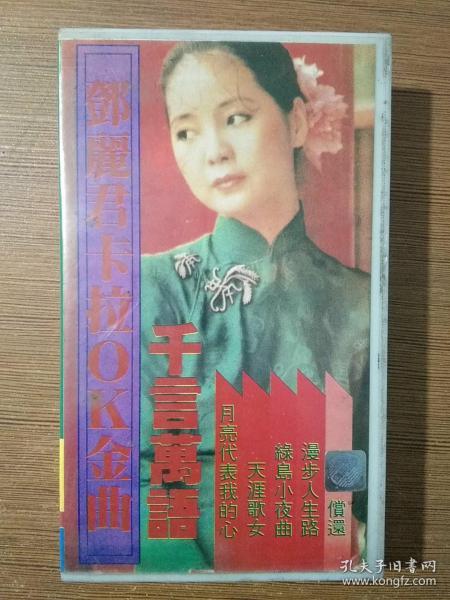 鄧麗君卡拉OK金曲
千言萬語
償還
漫步人生路
綠島小夜曲
天涯歌女
月亮代表我的心
孔夫子旧书网
www.kongfz.com